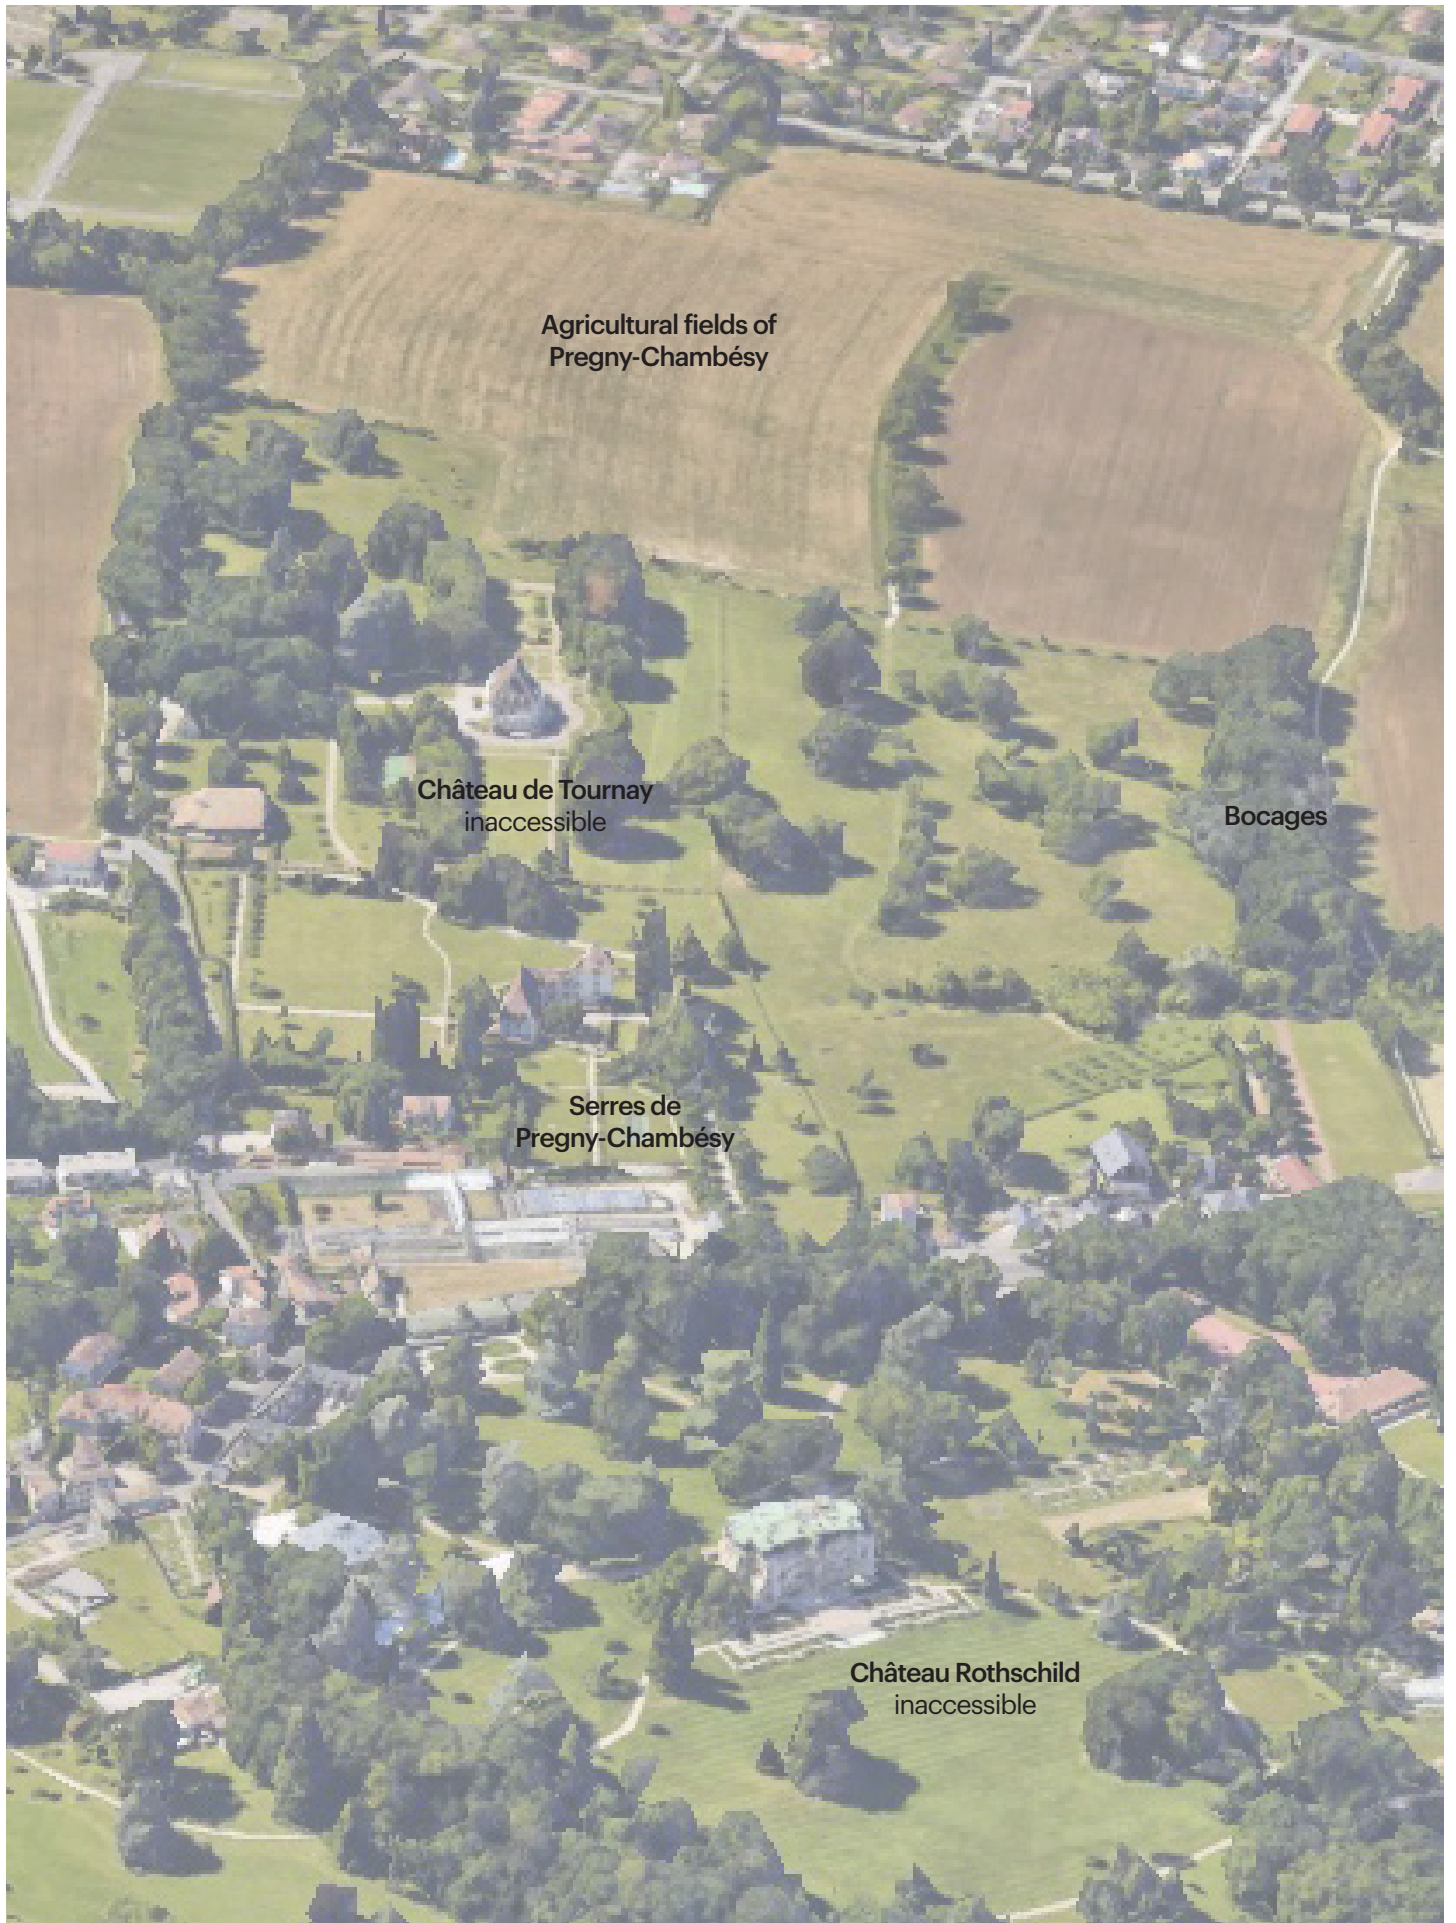 Agricultural fields of
Pregny-Chambésy
Château de Tournay
inaccessible
Bocages
Serres de
Pregny-Chambésy
Château Rothschild
inaccessible